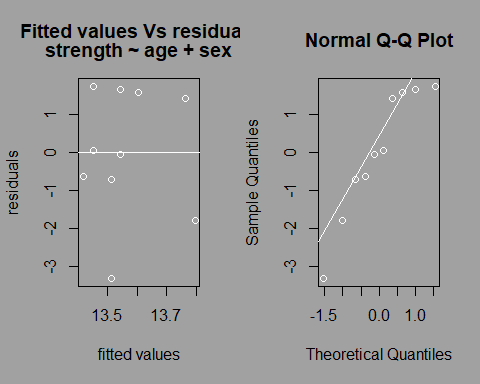 Fitted values Vs residua
strength ~ age + sex
residuals
1
0
-1
-2
-3
13.5 13.7
fitted values
Normal Q-Q Plot
Sample Quantiles
1
0
-1
-2
-3
-1.5 0.0 1.0
Theoretical Quantiles